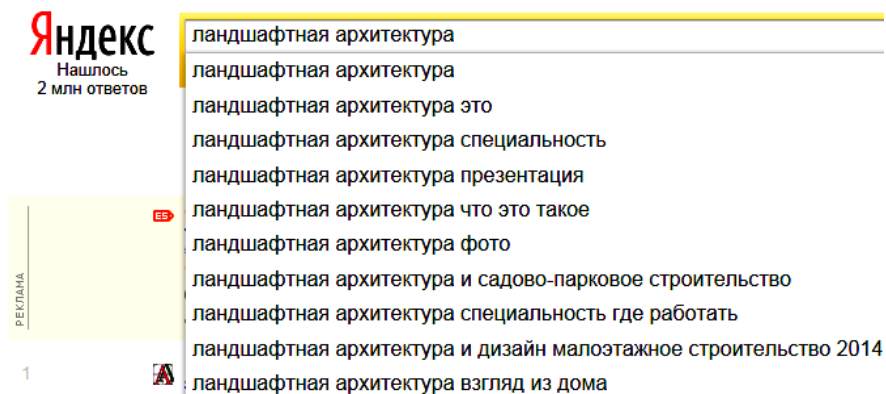 Яндекс
Нашлось
2 млн ответов
ландшафтная архитектура
ландшафтная архитектура
ландшафтная архитектура это
ландшафтная архитектура специальность
ландшафтная архитектура презентация
ландшафтная архитектура что это такое
ландшафтная архитектура фото
ландшафтная архитектура и садово-парковое строительство
ландшафтная архитектура специальность где работать
ландшафтная архитектура и дизайн малоэтажное строительство 2014
ландшафтная архитектура взгляд из дома
РЕКЛАМА
ES
1
A